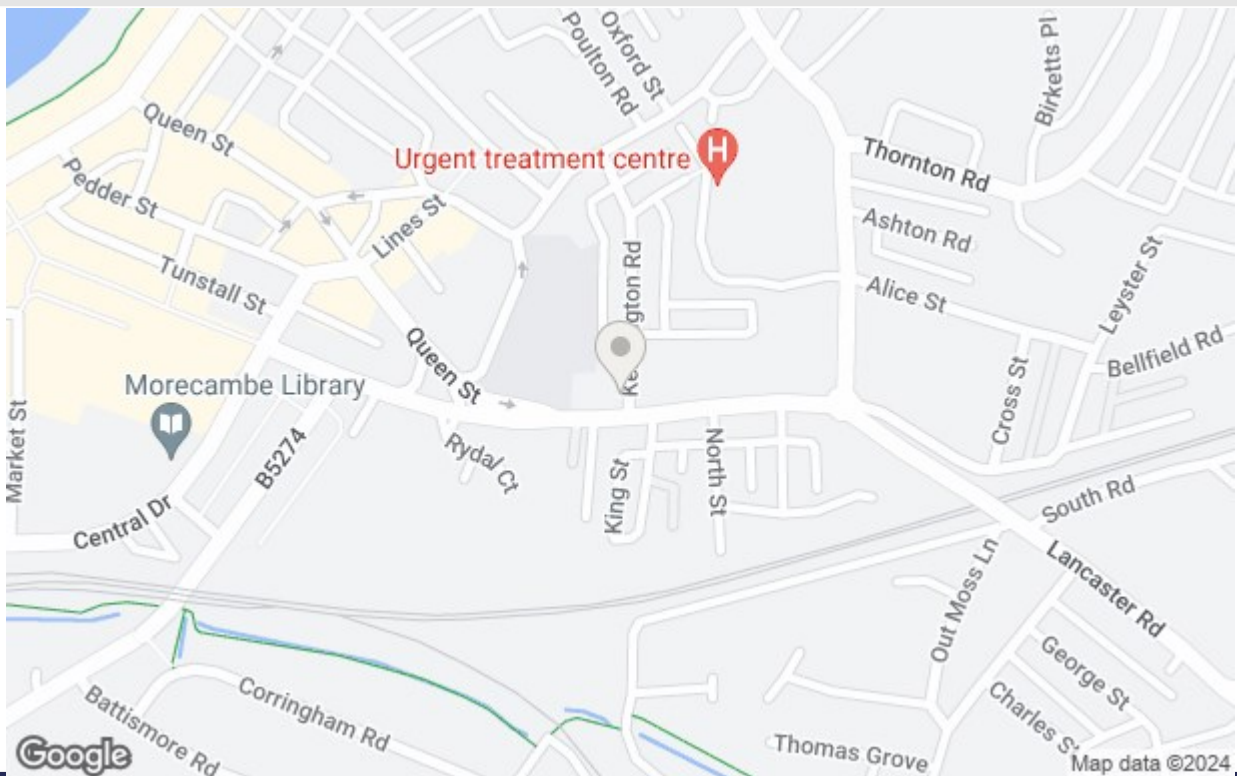 Oxford St
Poulton Rd
Birketts Pl
Queen St
Urgent treatment centre
H
Thornton Rd
Pedder St
Lines St
Ashton Rd
Leyster St
Tunstall St
Alice St
Queen St
Bellfield Rd
Morecambe Library
Cross St
Market St
B5274
Rydal Ct
King St
North St
South Rd
Central Dr
Out Moss Ln
Lancaster Rd
George St
Corringham Rd
Charles St
Battismore Rd
Thomas Grove
Google
Map data ©2024